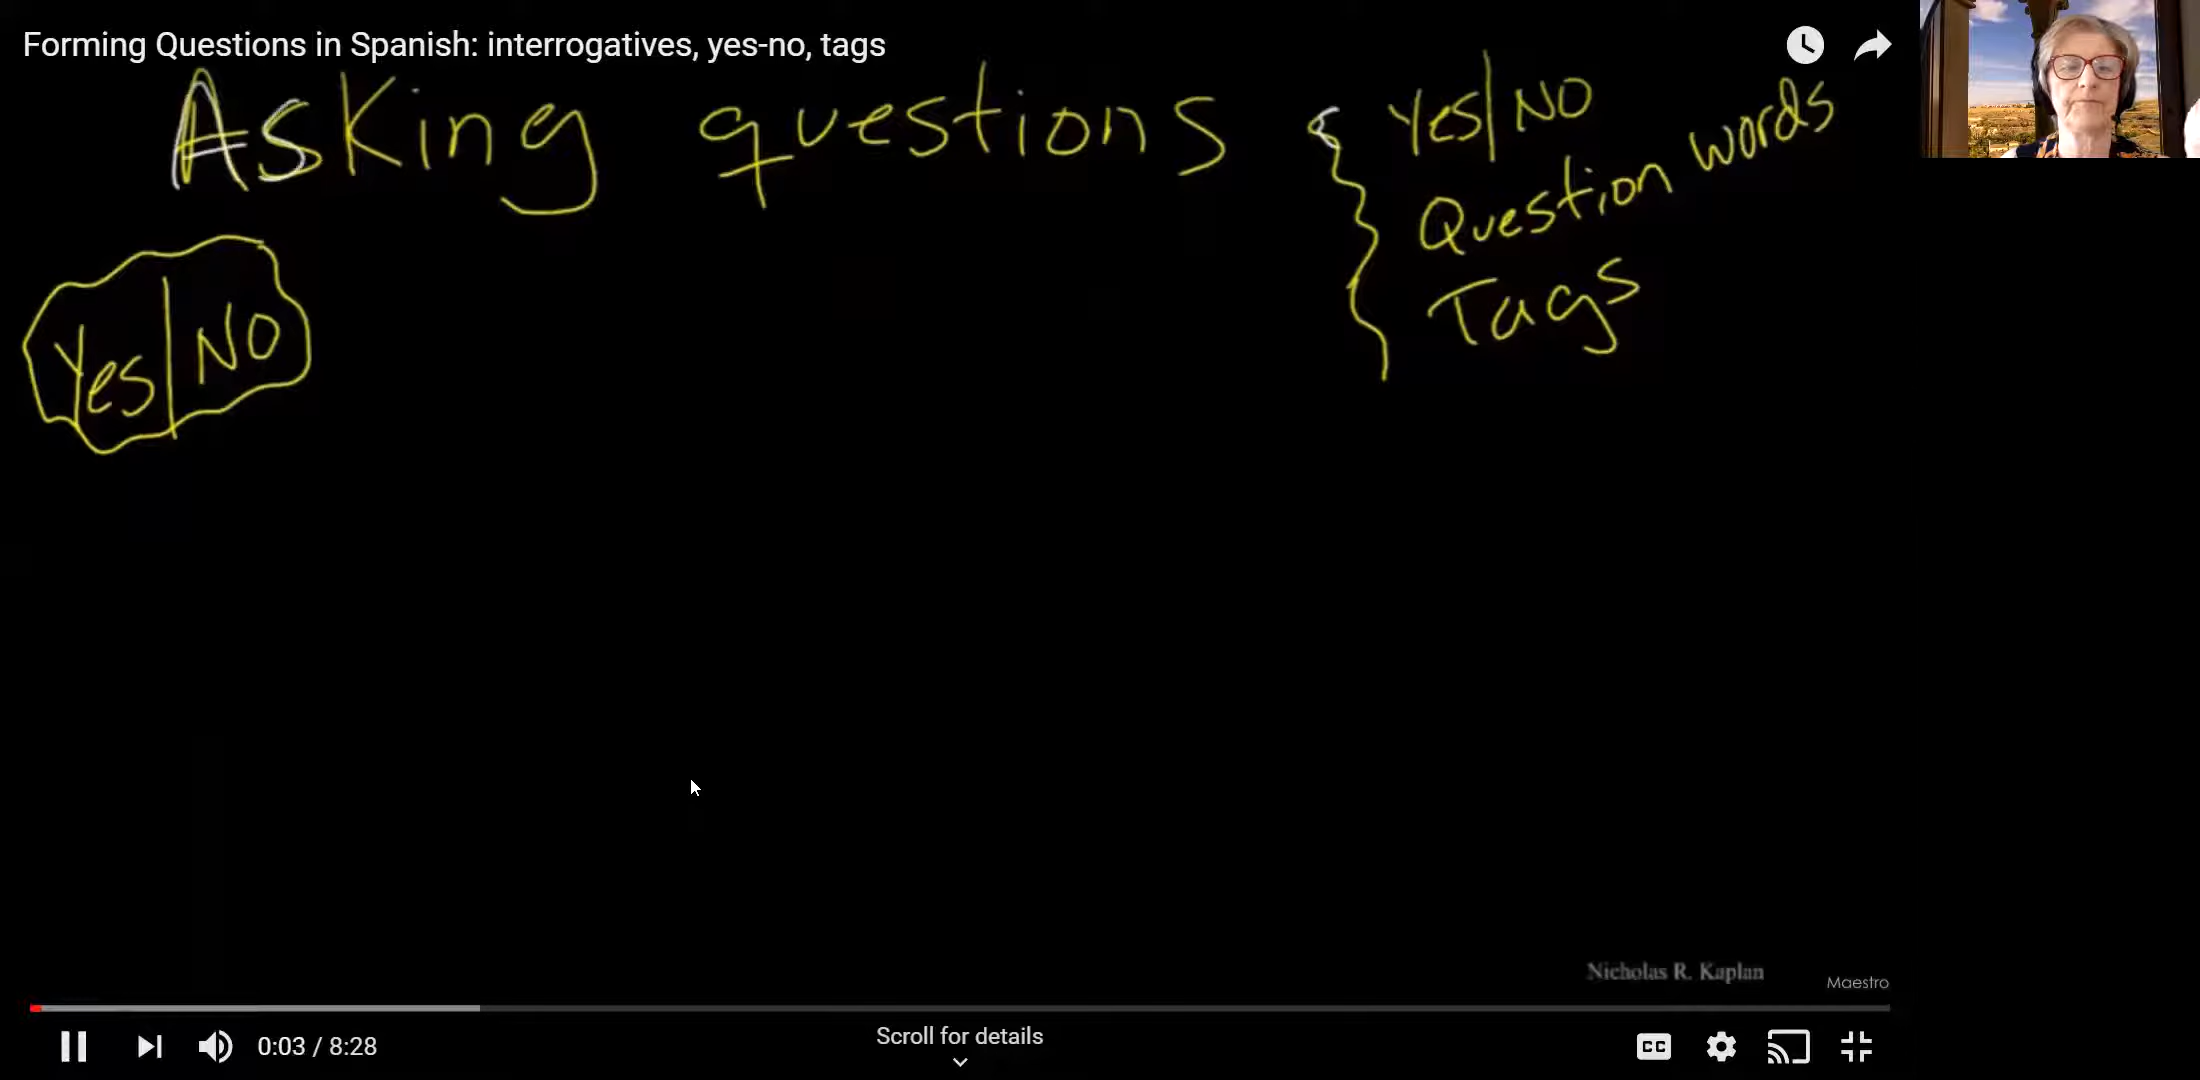 Forming Questions in Spanish: interrogatives, yes-no, tags
Asking questions
Yes|NO
Question words
Tags
Yes|NO
Nicholas R. Kaplan
Maestro
0:03 / 8:28
Scroll for details
CC